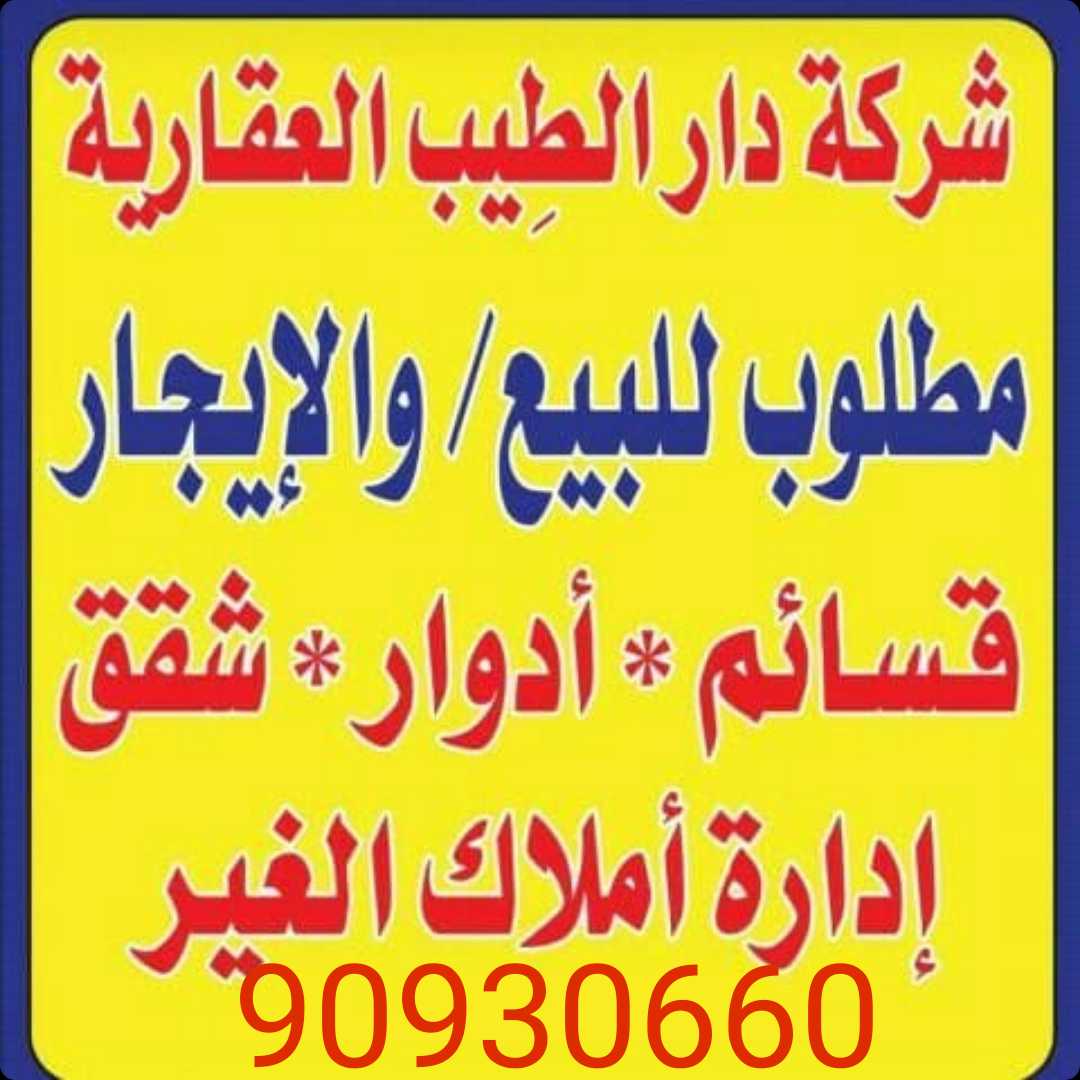 شركة دار الطِيب العقارية
مطلوب للبيع / والإيجار
قسائم * أدوار * شقق
إدارة أملاك الغير
90930660